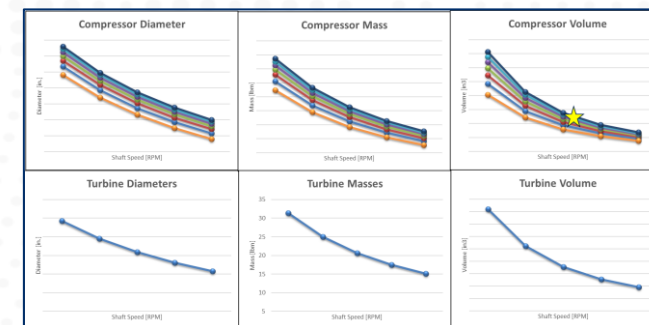 Compressor Diameter
Diameter [in.]
Shaft Speed [RPM]
Compressor Mass
Mass [lbm]
Shaft Speed [RPM]
Compressor Volume
Volume [in3]
Shaft Speed [RPM]
Turbine Diameters
Diameter [in.]
Shaft Speed [RPM]
Turbine Masses
35
30
25
20
15
10
5
Mass [lbm]
Shaft Speed [RPM]
Turbine Volume
Volume [in3]
Shaft Speed [RPM]